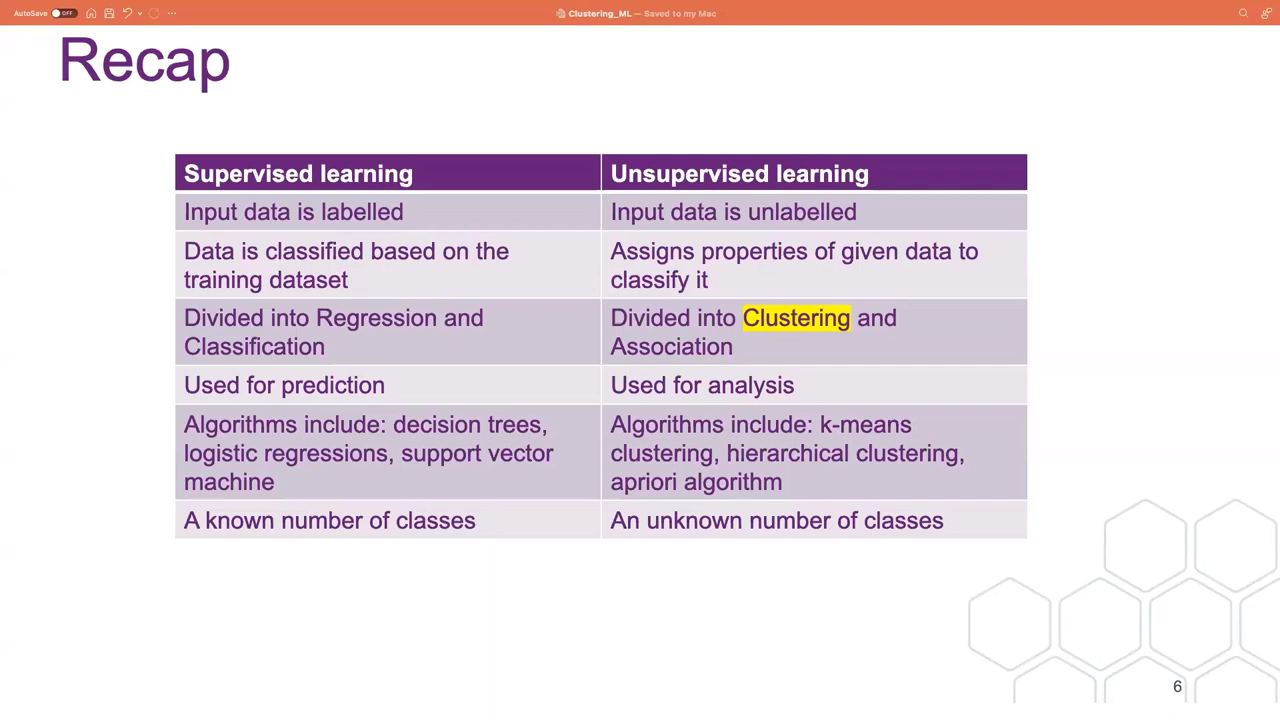 AutoSave OFF
Clustering_ML — Saved to my Mac
Recap
Supervised learning
Unsupervised learning
Input data is labelled
Input data is unlabelled
Data is classified based on the
training dataset
Assigns properties of given data to
classify it
Divided into Regression and
Classification
Divided into Clustering and
Association
Used for prediction
Used for analysis
Algorithms include: decision trees,
logistic regressions, support vector
machine
Algorithms include: k-means
clustering, hierarchical clustering,
apriori algorithm
A known number of classes
An unknown number of classes
6